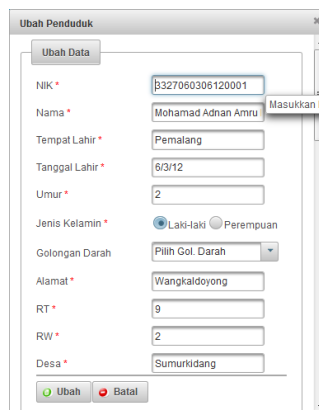 Ubah Penduduk
Ubah Data
NIK * 3327060306120001
Masukkan
Nama * Mohamad Adnan Amru
Tempat Lahir * Pemalang
Tanggal Lahir * 6/3/12
Umur * 2
Jenis Kelamin * Laki-laki Perempuan
Golongan Darah Pilih Gol. Darah
Alamat * Wangkaldoyong
RT * 9
RW * 2
Desa * Sumurkidang
Ubah Batal